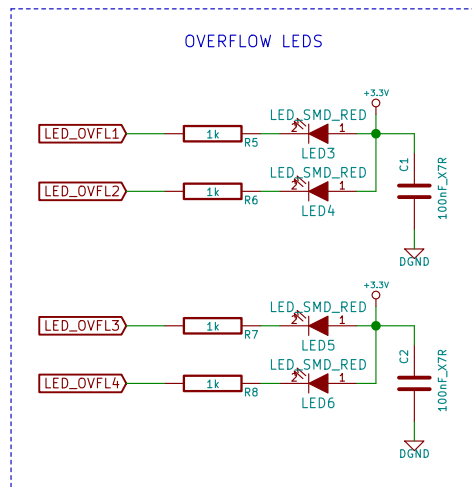 OVERFLOW LEDS
+3.3V
LED_SMD_RED
LED_OVFL1 1k R5 2 1
LED3
C1
100nF_X7R
LED_SMD_RED
LED_OVFL2 1k R6 2 1
LED4
DGND
+3.3V
LED_SMD_RED
LED_OVFL3 1k R7 2 1
LED5
C2
100nF_X7R
LED_SMD_RED
LED_OVFL4 1k R8 2 1
LED6
DGND